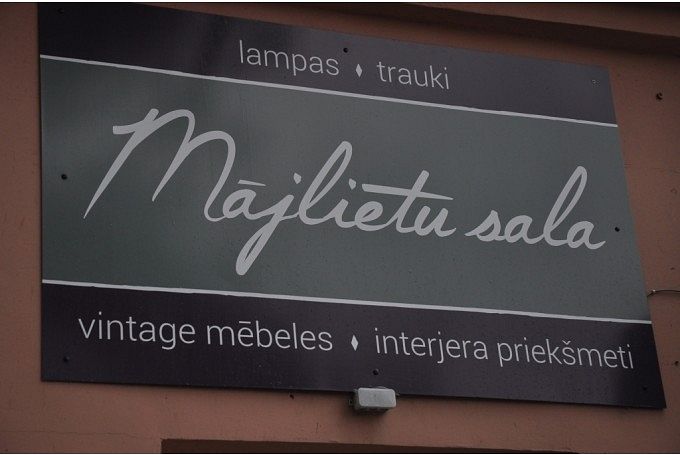 lampas ♦ trauki
Mājlietu sala
vintage mēbeles ♦ interjera priekšmeti